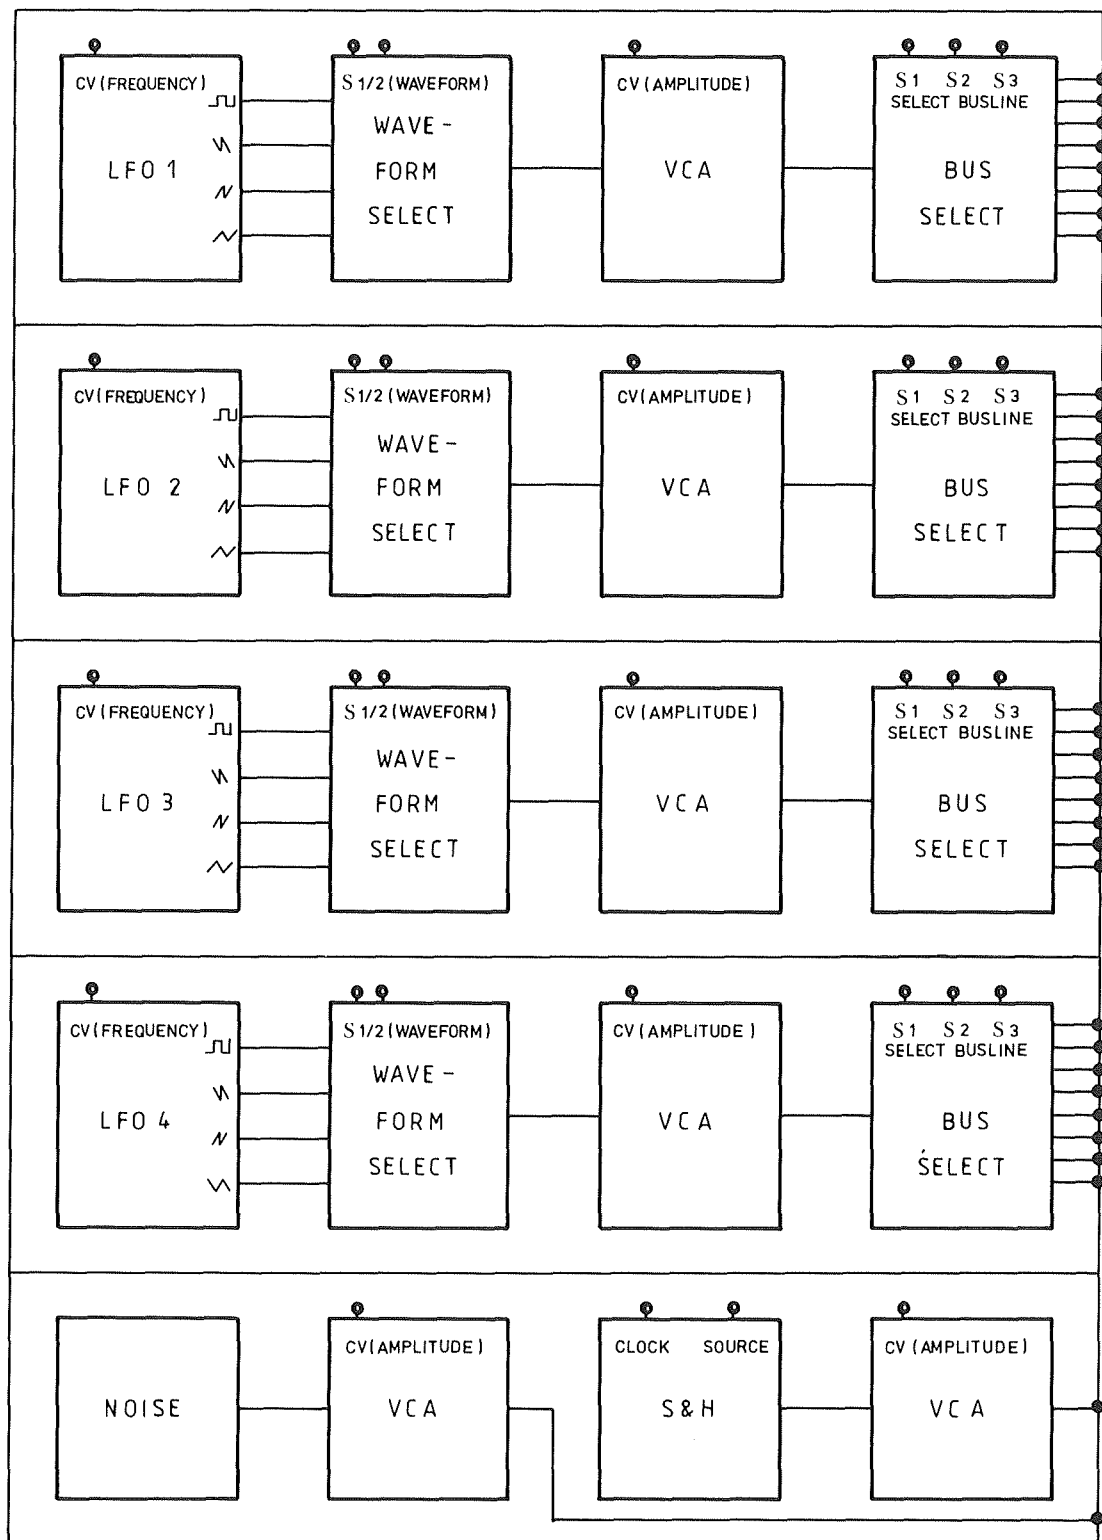 CV (FREQUENCY)
LFO 1
S 1/2 (WAVEFORM)
WAVE-
FORM
SELECT
CV (AMPLITUDE)
VCA
S1 S2 S3
SELECT BUSLINE
BUS
SELECT
CV (FREQUENCY)
LFO 2
S 1/2 (WAVEFORM)
WAVE-
FORM
SELECT
CV (AMPLITUDE)
VCA
S1 S2 S3
SELECT BUSLINE
BUS
SELECT
CV (FREQUENCY)
LFO 3
S 1/2 (WAVEFORM)
WAVE-
FORM
SELECT
CV (AMPLITUDE)
VCA
S1 S2 S3
SELECT BUSLINE
BUS
SELECT
CV (FREQUENCY)
LFO 4
S 1/2 (WAVEFORM)
WAVE-
FORM
SELECT
CV (AMPLITUDE)
VCA
S1 S2 S3
SELECT BUSLINE
BUS
SELECT
NOISE
CV (AMPLITUDE)
VCA
CLOCK SOURCE
S & H
CV (AMPLITUDE)
VCA